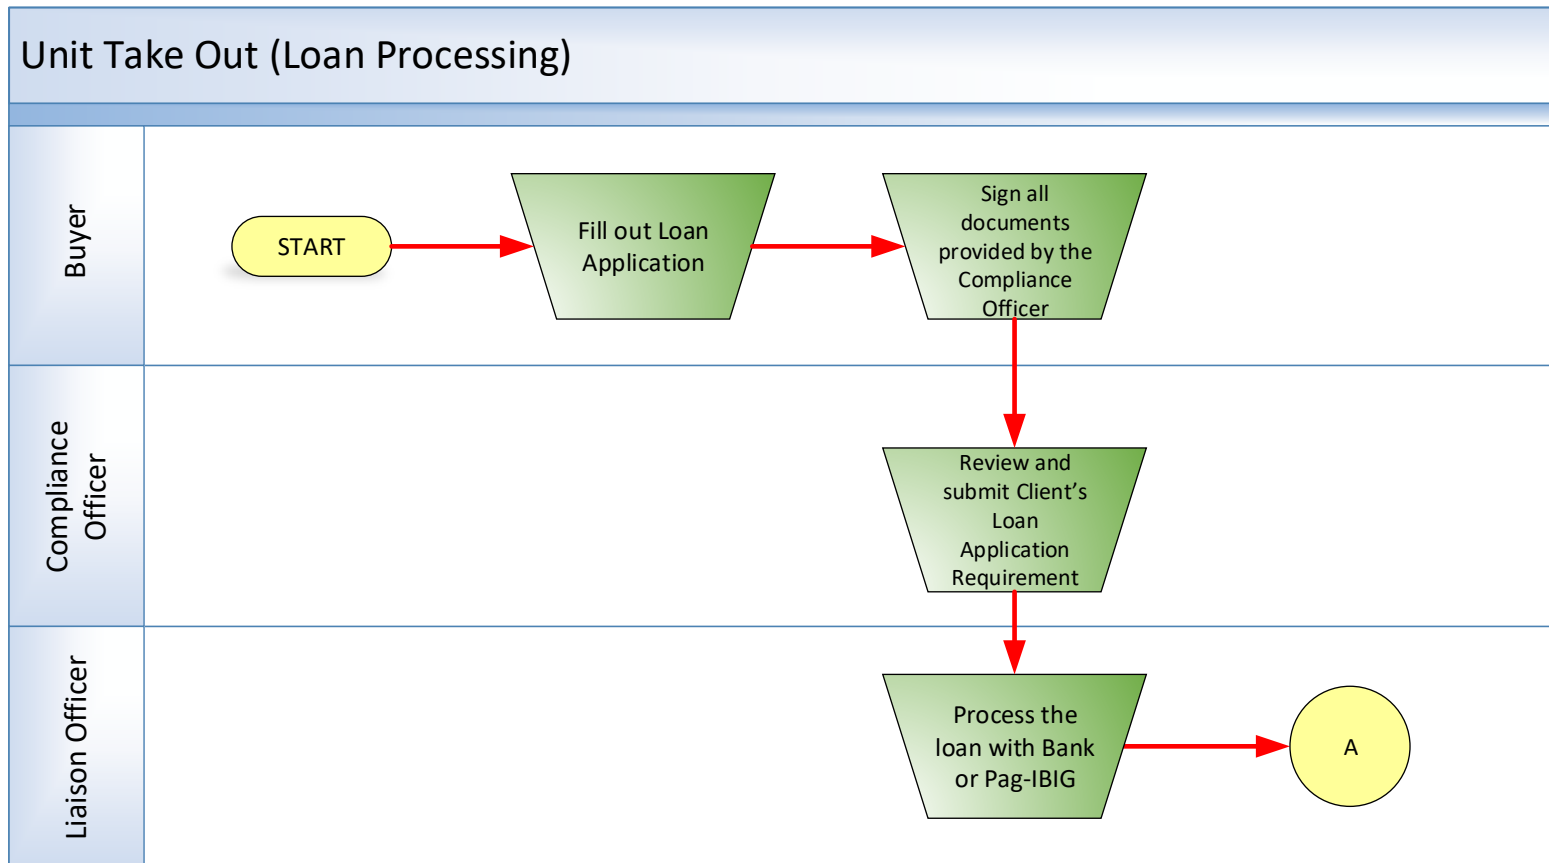 Unit Take Out (Loan Processing)
Buyer
START
Fill out Loan
Application
Sign all
documents
provided by the
Compliance
Officer
Compliance
Officer
Review and
submit Client’s
Loan
Application
Requirement
Liaison Officer
Process the
loan with Bank
or Pag-IBIG
A